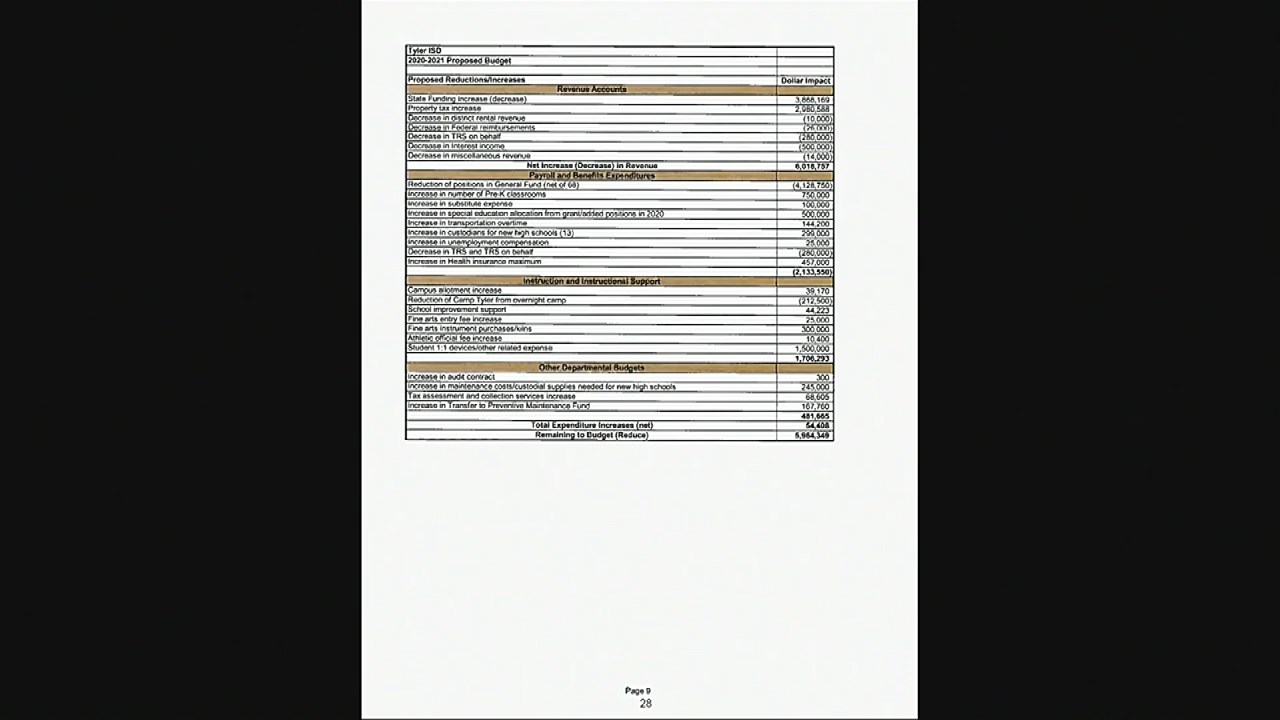 Tyler ISD
2020-2021 Proposed Budget
Proposed Reductions/Increases Dollar Impact
Revenue Accounts
State Funding increase (decrease) 3,868,169
Property tax increase 2,980,588
Decrease in district rental revenue (10,000)
Decrease in Federal reimbursements (26,000)
Decrease in TRS on behalf (280,000)
Decrease in Interest income (500,000)
Decrease in miscellaneous revenue (14,000)
Net Increase (Decrease) in Revenue 6,018,757
Payroll and Benefits Expenditures
Reduction of positions in General Fund (net of 68) (4,128,750)
Increase in number of Pre-K classrooms 750,000
Increase in substitute expense 100,000
Increase in special education allocation from grant/added positions in 2020 500,000
Increase in transportation overtime 144,200
Increase in custodians for new high schools (13) 299,000
Increase in unemployment compensation 25,000
Decrease in TRS and TRS on behalf (280,000)
Increase in Health insurance maximum 457,000
(2,133,550)
Instruction and Instructional Support
Campus allotment increase 39,170
Reduction of Camp Tyler from overnight camp (212,500)
School improvement support 44,223
Fine arts entry fee increase 25,000
Fine arts instrument 300,000
Athletic official fee increase 10,400
Student 1:1 devices/other related expense 1,500,000
1,706,293
Other Departmental Budgets
Increase in audit contract 300
Increase in maintenance costs/custodial supplies needed for new high schools 245,000
Tax assessment and collection services increase 68,605
Increase in Transfer to Preventive Maintenance Fund 167,760
481,665
Total Expenditure Increases (net) 54,408
Remaining to Budget (Reduce) 5,964,349
Page 9
28